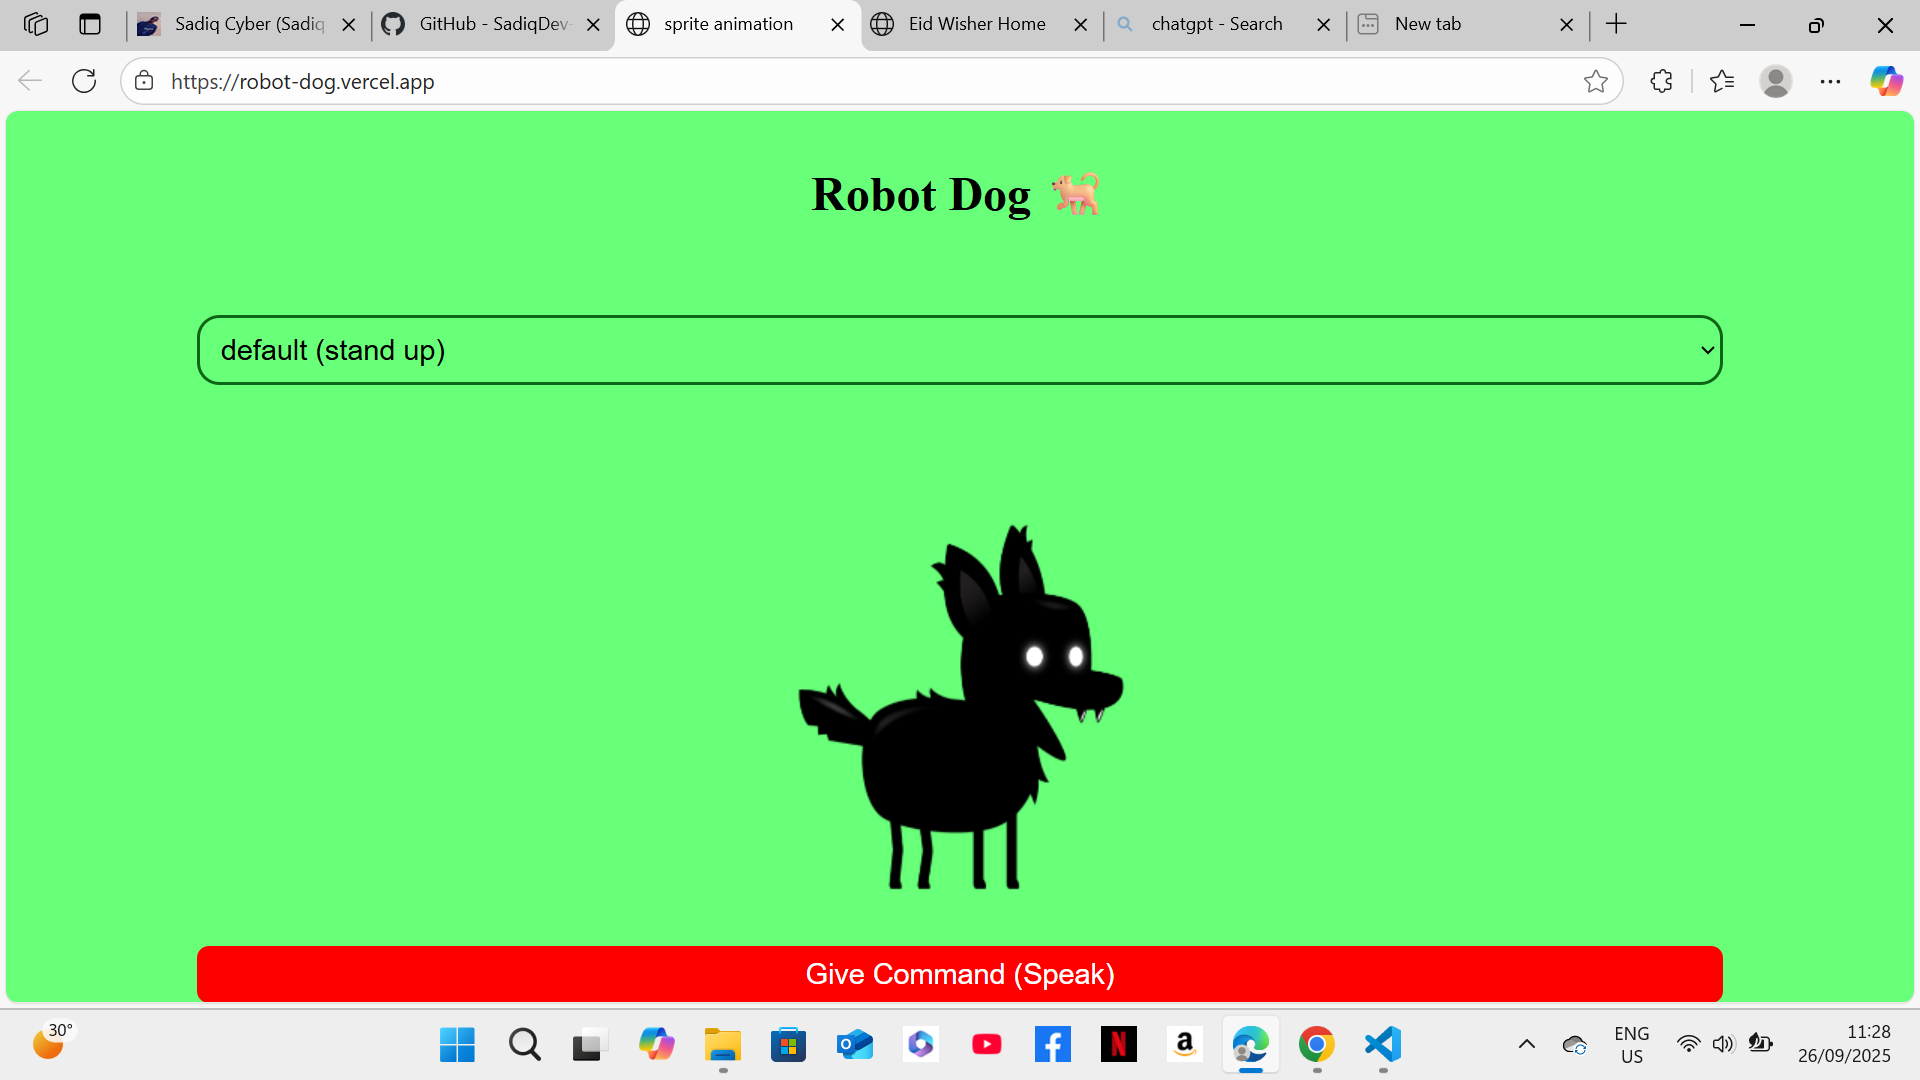 Sadiq Cyber (Sadiq
GitHub - SadiqDev-
sprite animation
Eid Wisher Home
chatgpt - Search
New tab
https://robot-dog.vercel.app
Robot Dog 🐕
default (stand up)
Give Command (Speak)
30°
ENG
US
11:28
26/09/2025